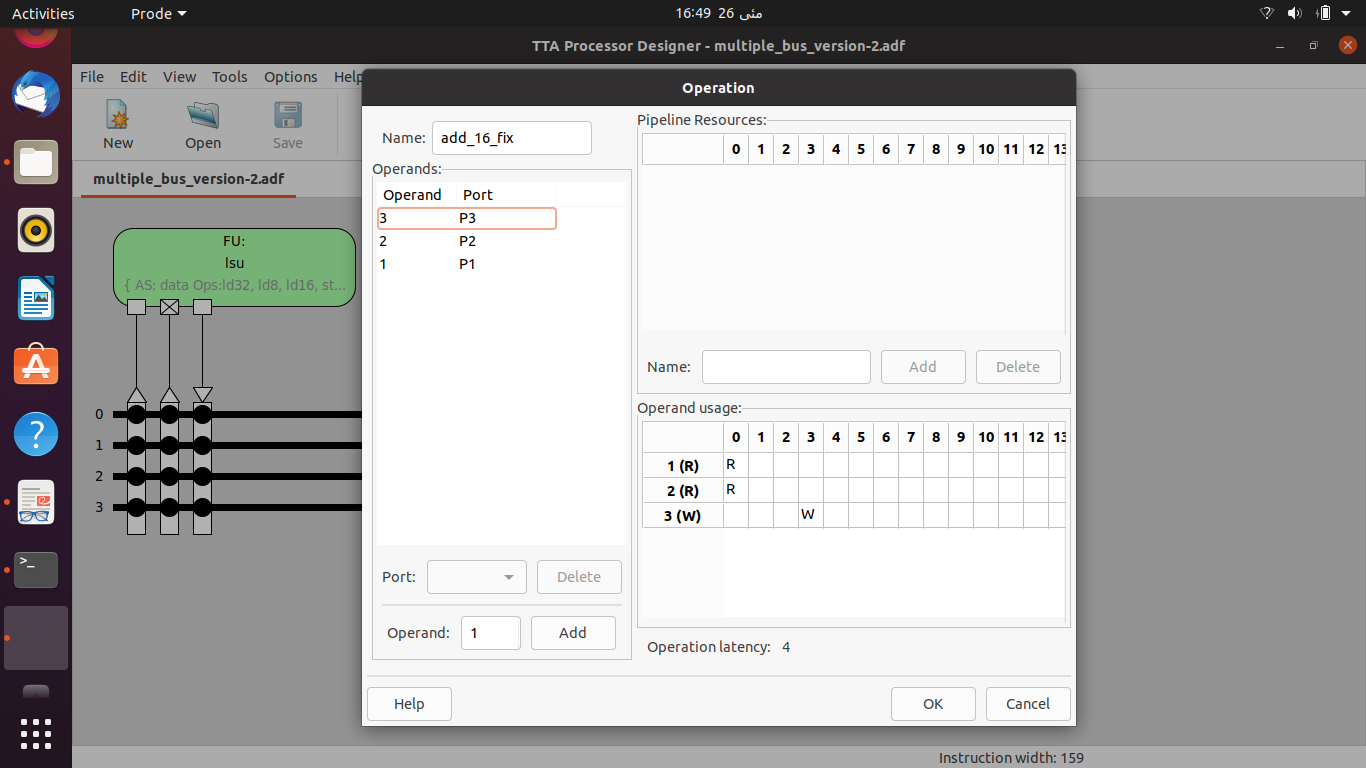 Activities Prode 16:49 26 مئی
TTA Processor Designer - multiple_bus_version-2.adf
File Edit View Tools Options Help
New Open Save
multiple_bus_version-2.adf
FU:
lsu
{ AS: data Ops:ld32, ld8, ld16, st...
0
1
2
3
Operation
Name: add_16_fix
Operands:
Operand Port
3 P3
2 P2
1 P1
Port: Delete
Operand: 1 Add
Pipeline Resources:
0 1 2 3 4 5 6 7 8 9 10 11 12 13
Name: Add Delete
Operand usage:
0 1 2 3 4 5 6 7 8 9 10 11 12 13
1 (R) R
2 (R) R
3 (W) W
Operation latency: 4
Help OK Cancel
Instruction width: 159